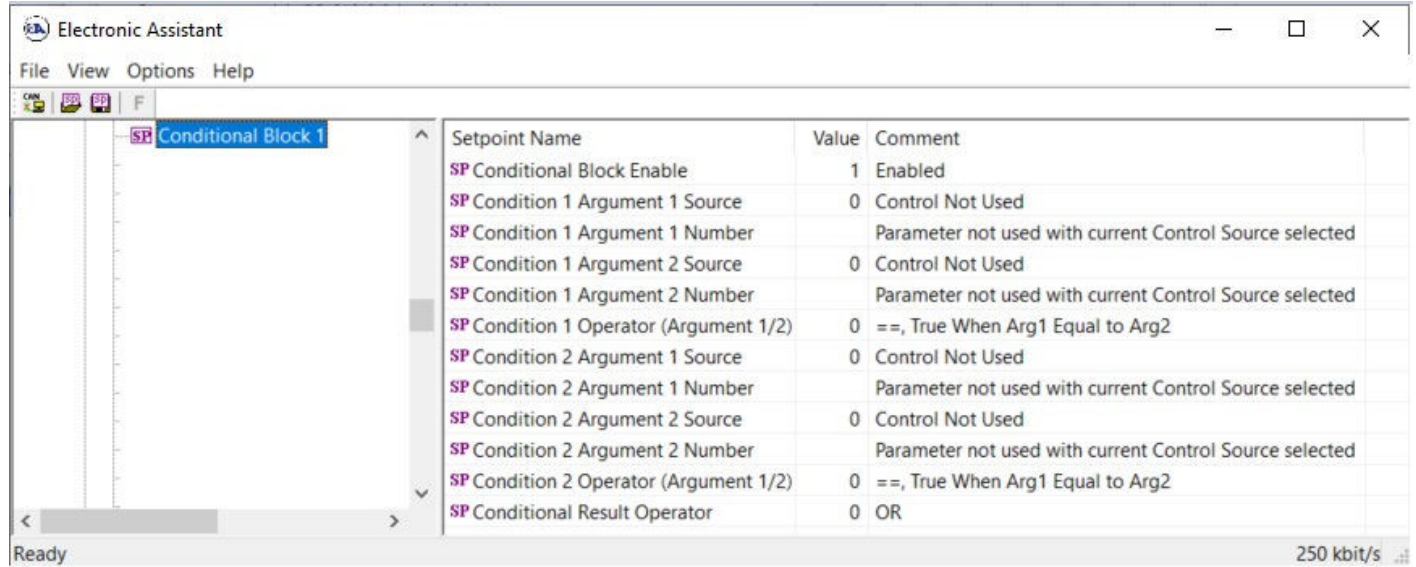 Electronic Assistant
File View Options Help
CAN SP SP F
SP Conditional Block 1
Setpoint Name Value Comment
SP Conditional Block Enable 1 Enabled
SP Condition 1 Argument 1 Source 0 Control Not Used
SP Condition 1 Argument 1 Number Parameter not used with current Control Source selected
SP Condition 1 Argument 2 Source 0 Control Not Used
SP Condition 1 Argument 2 Number Parameter not used with current Control Source selected
SP Condition 1 Operator (Argument 1/2) 0 ==, True When Arg1 Equal to Arg2
SP Condition 2 Argument 1 Source 0 Control Not Used
SP Condition 2 Argument 1 Number Parameter not used with current Control Source selected
SP Condition 2 Argument 2 Source 0 Control Not Used
SP Condition 2 Argument 2 Number Parameter not used with current Control Source selected
SP Condition 2 Operator (Argument 1/2) 0 ==, True When Arg1 Equal to Arg2
SP Conditional Result Operator 0 OR
Ready 250 kbit/s